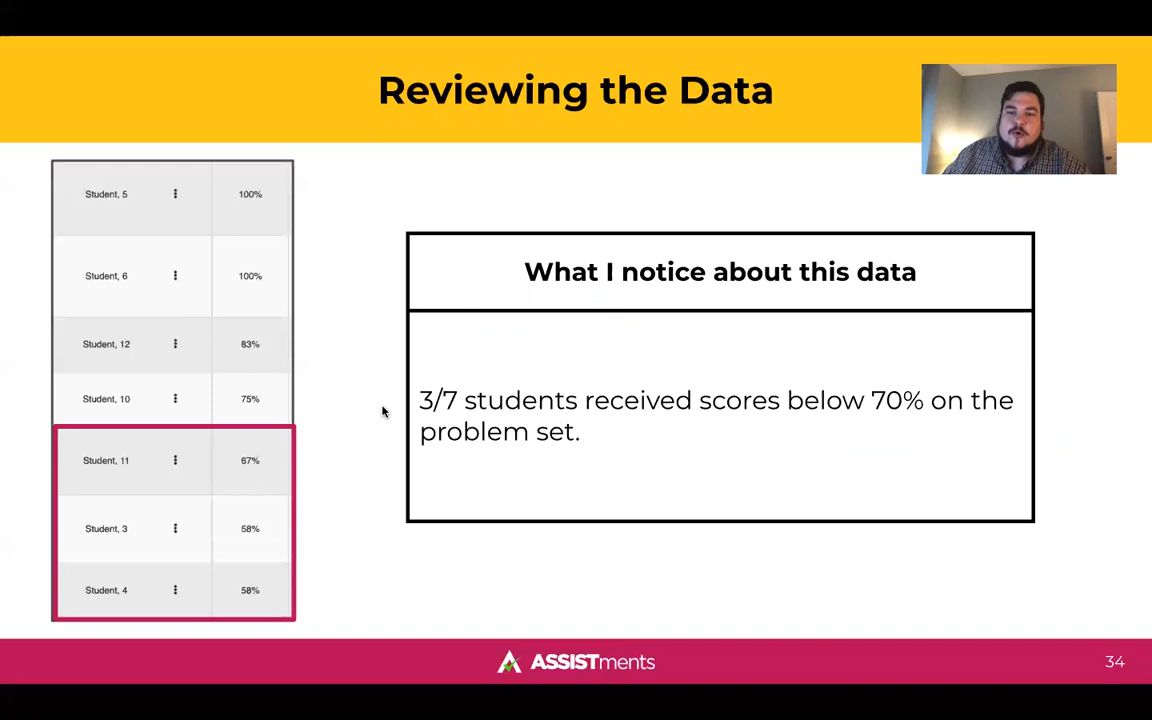 Reviewing the Data
Student, 5 100%
Student, 6 100%
Student, 12 83%
Student, 10 75%
Student, 11 67%
Student, 3 58%
Student, 4 58%
What I notice about this data
3/7 students received scores below 70% on the
problem set.
ASSISTments
34